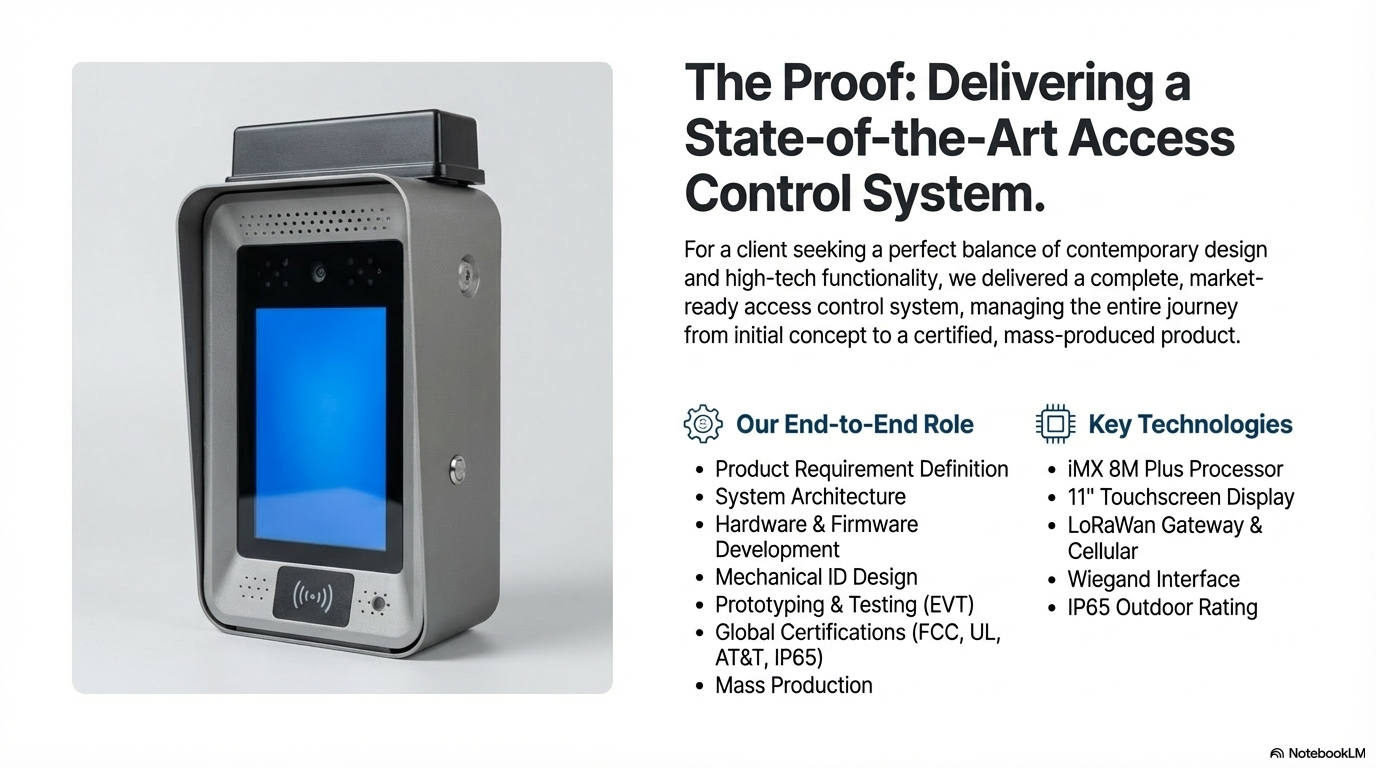 The Proof: Delivering a
State-of-the-Art Access
Control System.
For a client seeking a perfect balance of contemporary design
and high-tech functionality, we delivered a complete, market-
ready access control system, managing the entire journey
from initial concept to a certified, mass-produced product.
Our End-to-End Role
• Product Requirement Definition
• System Architecture
• Hardware & Firmware
Development
• Mechanical ID Design
• Prototyping & Testing (EVT)
• Global Certifications (FCC, UL,
AT&T, IP65)
• Mass Production
Key Technologies
• iMX 8M Plus Processor
• 11" Touchscreen Display
• LoRaWan Gateway &
Cellular
• Wiegand Interface
• IP65 Outdoor Rating
NotebookLM